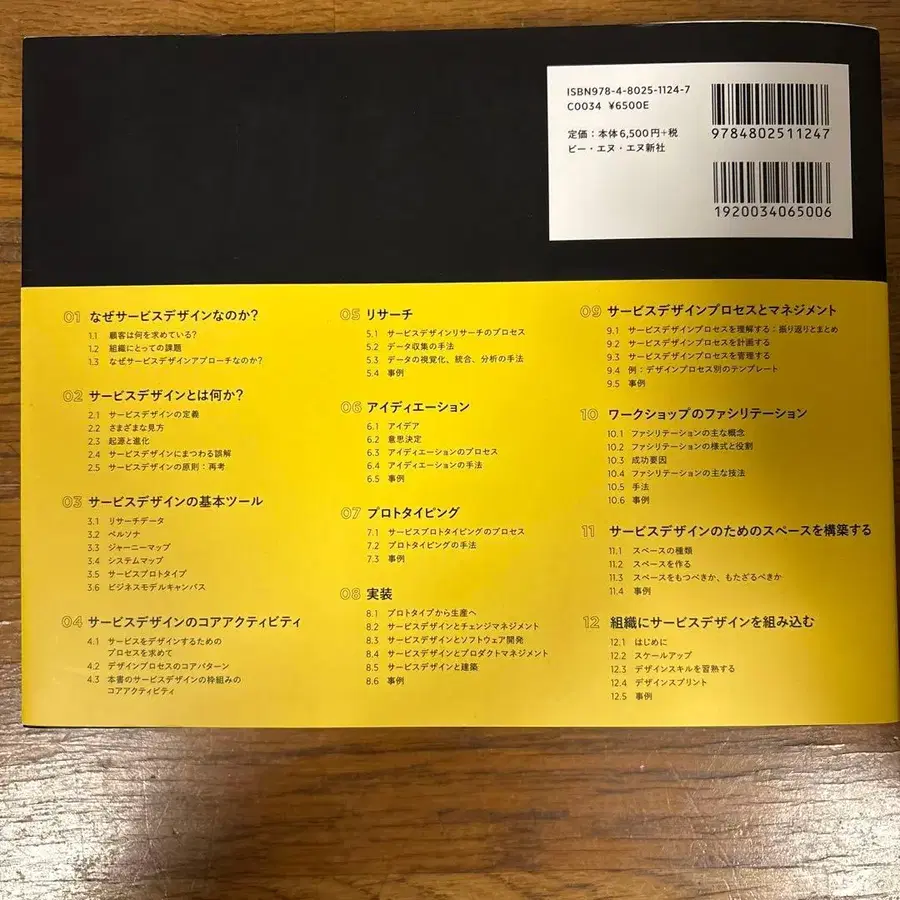 ISBN978-4-8025-1124-7
C0034 ¥6500E
定価：本体6,500円+税
ビー・エヌ・エヌ新社
9784802511247
1920034065006
01 なぜサービスデザインなのか?
1.1 顧客は何を求めている?
1.2 組織にとっての課題
1.3 なぜサービスデザインアプローチなのか?
02 サービスデザインとは何か?
2.1 サービスデザインの定義
2.2 さまざまな見方
2.3 起源と進化
2.4 サービスデザインにまつわる誤解
2.5 サービスデザインの原則：再考
03 サービスデザインの基本ツール
3.1 リサーチデータ
3.2 ペルソナ
3.3 ジャーニーマップ
3.4 システムマップ
3.5 サービスプロトタイプ
3.6 ビジネスモデルキャンバス
04 サービスデザインのコアアクティビティ
4.1 サービスをデザインするための
プロセスを求めて
4.2 デザインプロセスのコアパターン
4.3 本書のサービスデザインの枠組みの
コアアクティビティ
05 リサーチ
5.1 サービスデザインリサーチのプロセス
5.2 データ収集の手法
5.3 データの視覚化、統合、分析の手法
5.4 事例
06 アイディエーション
6.1 アイデア
6.2 意思決定
6.3 アイディエーションのプロセス
6.4 アイディエーションの手法
6.5 事例
07 プロトタイピング
7.1 サービスプロトタイピングのプロセス
7.2 プロトタイピングの手法
7.3 事例
08 実装
8.1 プロトタイプから生産へ
8.2 サービスデザインとチェンジマネジメント
8.3 サービスデザインとソフトウェア開発
8.4 サービスデザインとプロダクトマネジメント
8.5 サービスデザインと建築
8.6 事例
09 サービスデザインプロセスとマネジメント
9.1 サービスデザインプロセスを理解する：振り返りとまとめ
9.2 サービスデザインプロセスを計画する
9.3 サービスデザインプロセスを管理する
9.4 例：デザインプロセス別のテンプレート
9.5 事例
10 ワークショップのファシリテーション
10.1 ファシリテーションの主な概念
10.2 ファシリテーションの様式と役割
10.3 成功要因
10.4 ファシリテーションの主な技法
10.5 手法
10.6 事例
11 サービスデザインのためのスペースを構築する
11.1 スペースの種類
11.2 スペースを作る
11.3 スペースをもつべきか、もたざるべきか
11.4 事例
12 組織にサービスデザインを組み込む
12.1 はじめに
12.2 スケールアップ
12.3 デザインスキルを習熟する
12.4 デザインスプリント
12.5 事例